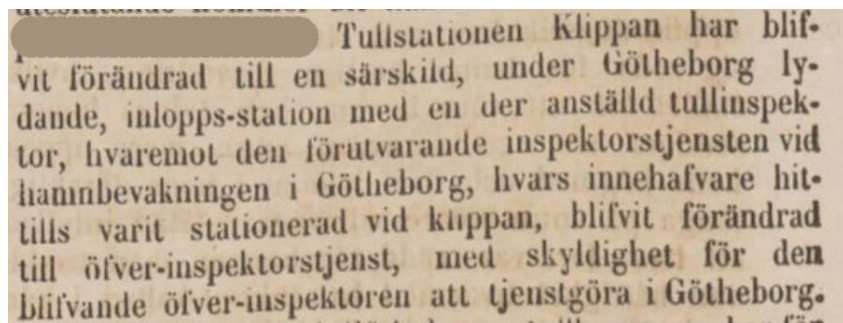 Tullstationen Klippan har blif-
vit förändrad till en särskild, under Götheborg ly-
dande, inlopps-station med en der anställd tullinspek-
tor, hvaremot den förutvarande inspektorstjensten vid
hamnbevakningen i Götheborg, hvars innehafvare hit-
tills varit stationerad vid klippan, blifvit förändrad
till öfver-inspektorstjenst, med skyldighet för den
blifvande öfver-inspektoren att tjenstgöra i Götheborg.